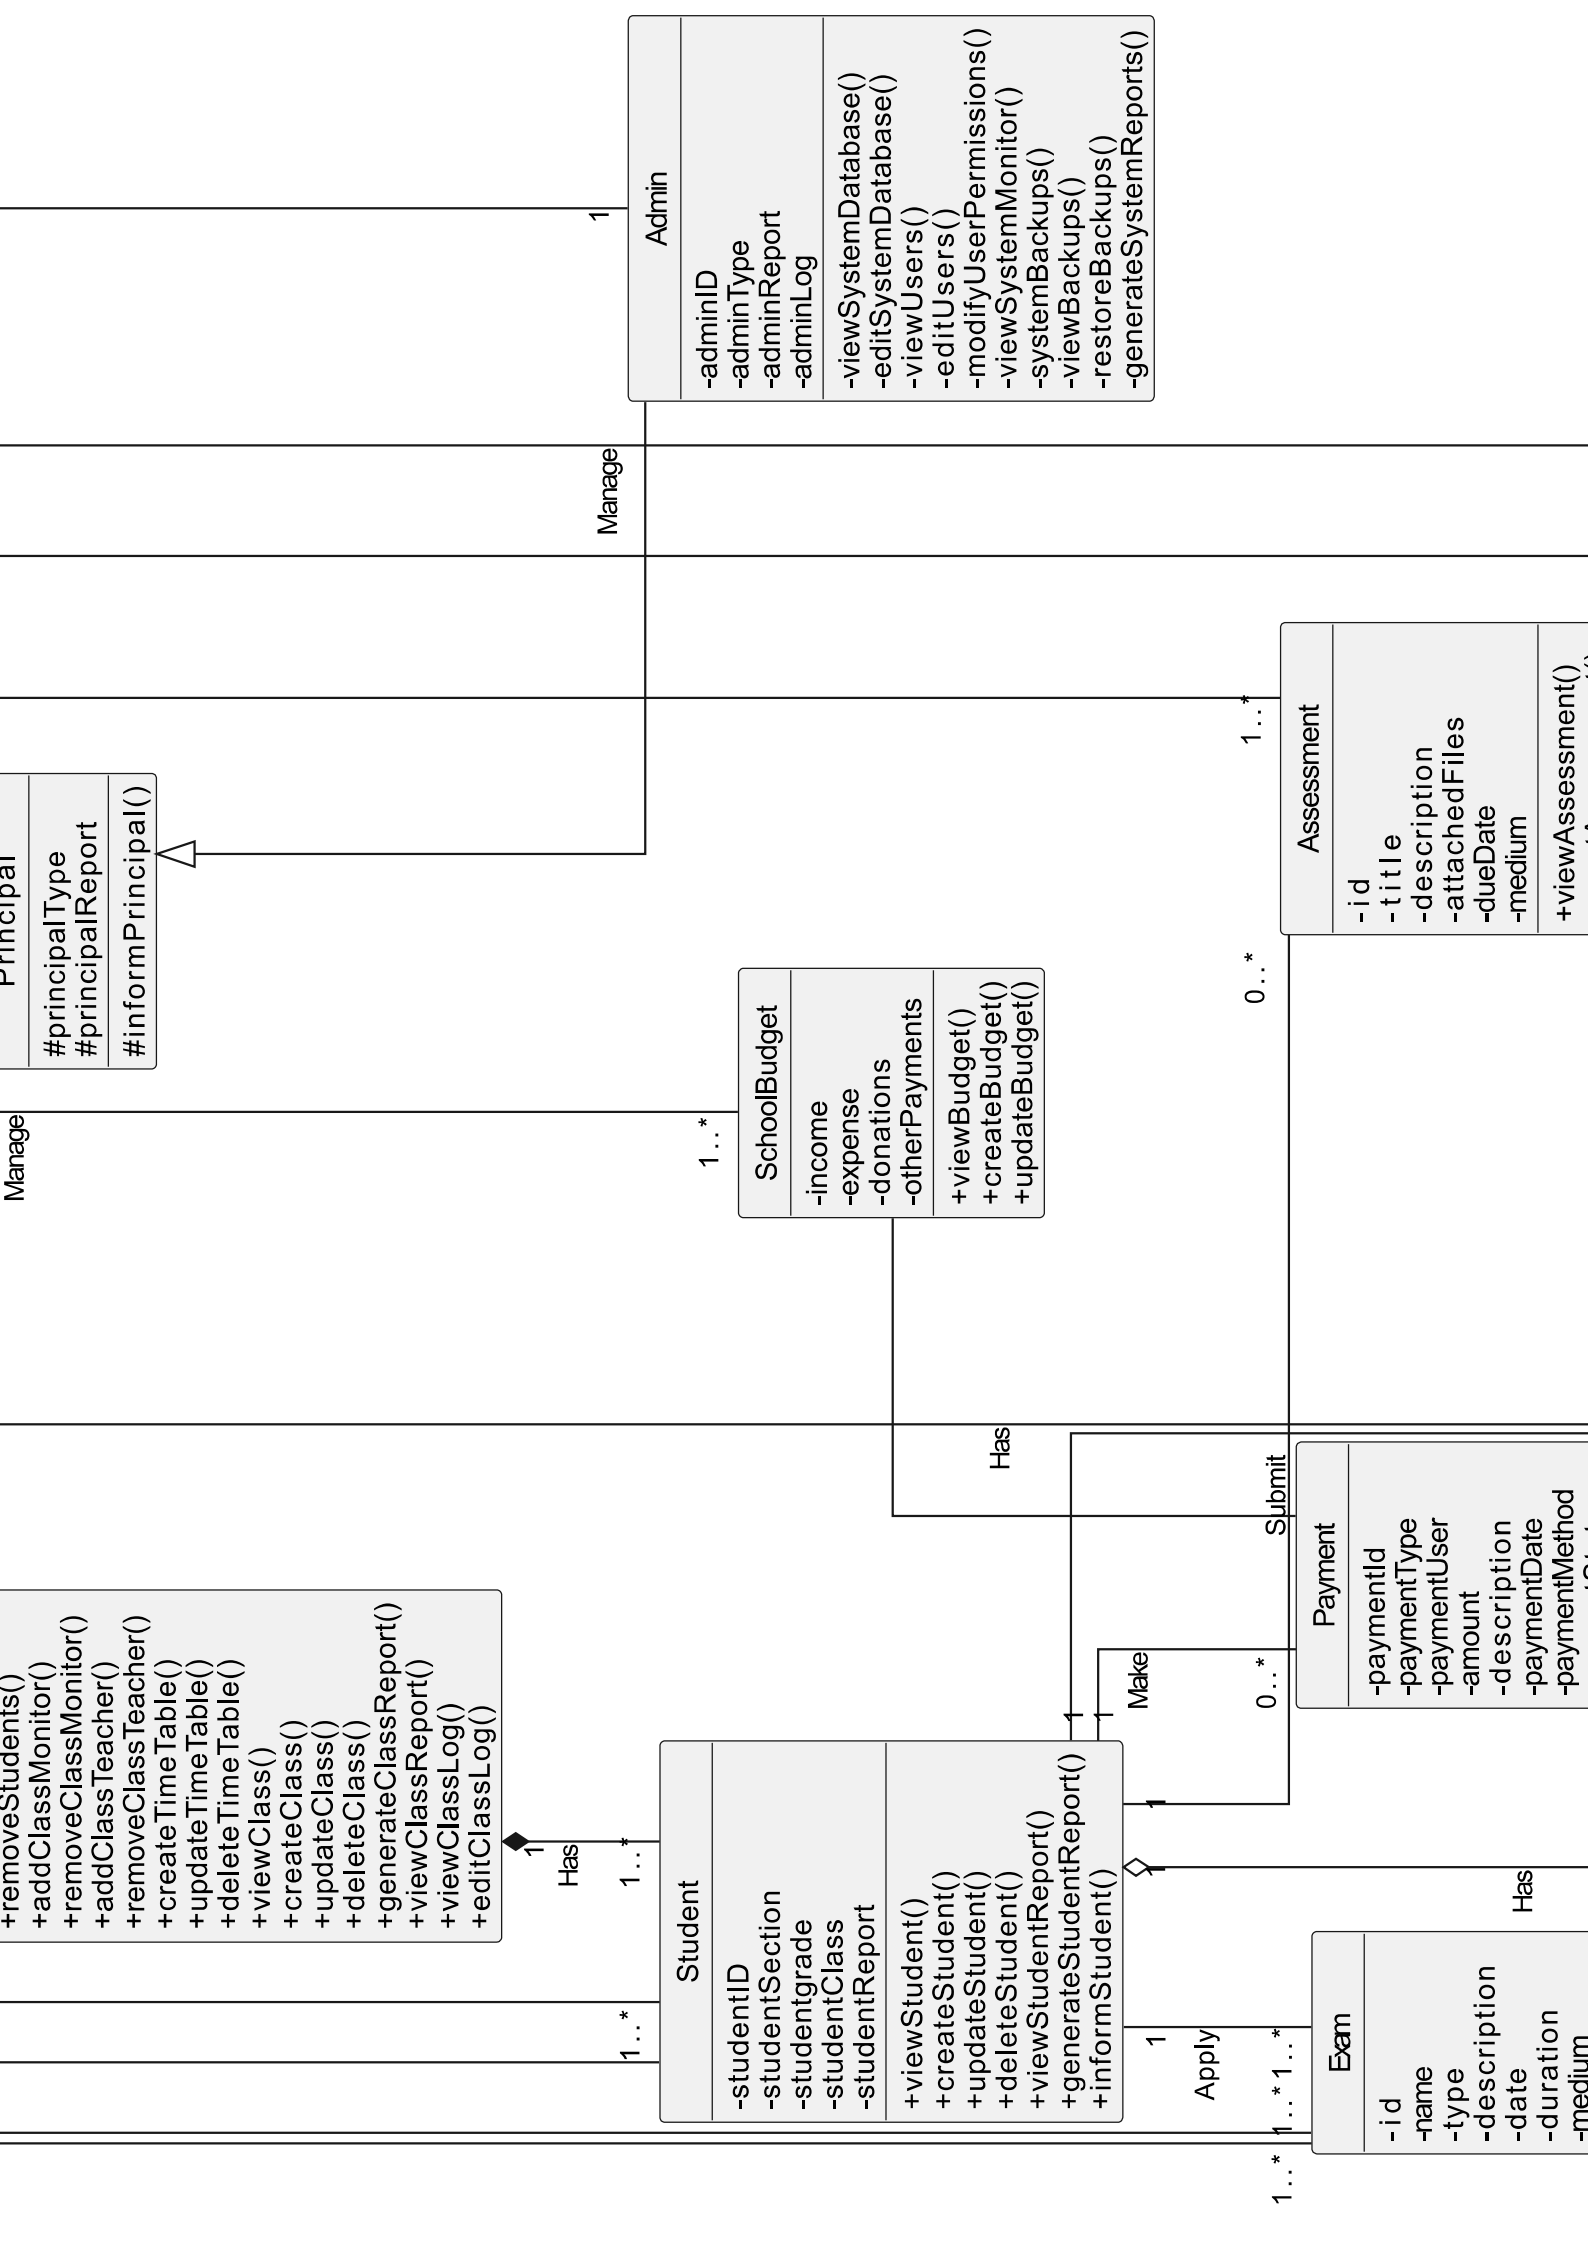 Admin
-adminID
-adminType
-adminReport
-adminLog
-viewSystemDatabase()
-editSystemDatabase()
-viewUsers()
-editUsers()
-modifyUserPermissions()
-viewSystemMonitor()
-systemBackups()
-viewBackups()
-restoreBackups()
-generateSystemReports()
1
Manage
Principal
#principalType
#principalReport
#informPrincipal()
Manage
1..*
SchoolBudget
-income
-expense
-donations
-otherPayments
+viewBudget()
+createBudget()
+updateBudget()
Has
1..*
Assessment
-id
-title
-description
-attachedFiles
-dueDate
-medium
+viewAssessment()
0..*
Submit
Payment
-paymentId
-paymentType
-paymentUser
-amount
-description
-paymentDate
-paymentMethod
Make
0..*
1
1
1
1
+removeStudents()
+addClassMonitor()
+removeClassMonitor()
+addClassTeacher()
+removeClassTeacher()
+createTimeTable()
+updateTimeTable()
+deleteTimeTable()
+viewClass()
+createClass()
+updateClass()
+deleteClass()
+generateClassReport()
+viewClassReport()
+viewClassLog()
+editClassLog()
1
Has
1..*
1..*
Student
-studentID
-studentSection
-studentgrade
-studentClass
-studentReport
+viewStudent()
+createStudent()
+updateStudent()
+deleteStudent()
+viewStudentReport()
+generateStudentReport()
+informStudent()
Has
1
Apply
1..*
1..*
1..*
Exam
-id
-name
-type
-description
-date
-duration
-medium